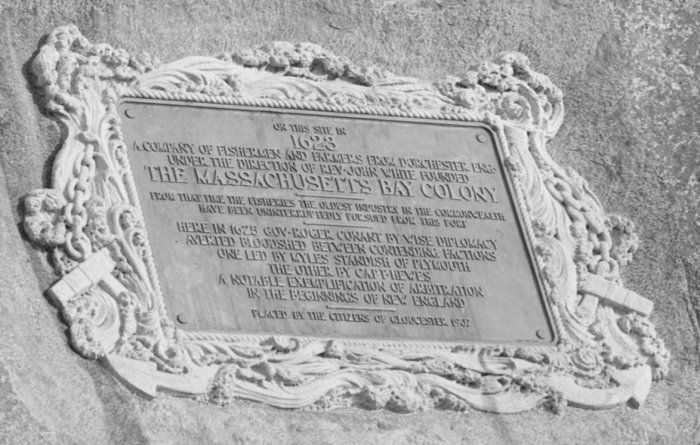 ON THIS SITE IN
1623
A COMPANY OF FISHERMEN AND FARMERS FROM DORCHESTER ENG.
UNDER THE DIRECTION OF REV. JOHN WHITE FOUNDED
THE MASSACHUSETTS BAY COLONY
FROM THAT TIME THE FISHERIES THE OLDEST INDUSTRY IN THE COMMONWEALTH
HAVE BEEN UNINTERRUPTEDLY PURSUED FROM THIS PORT
HERE IN 1625 GOV. ROGER CONANT BY WISE DIPLOMACY
AVERTED BLOODSHED BETWEEN CONTENDING FACTIONS
ONE LED BY MYLES STANDISH OF PLYMOUTH
THE OTHER BY CAPT. HEWES
A NOTABLE EXEMPLIFICATION OF ARBITRATION
IN THE BEGINNINGS OF NEW ENGLAND
PLACED BY THE CITIZENS OF GLOUCESTER 1907